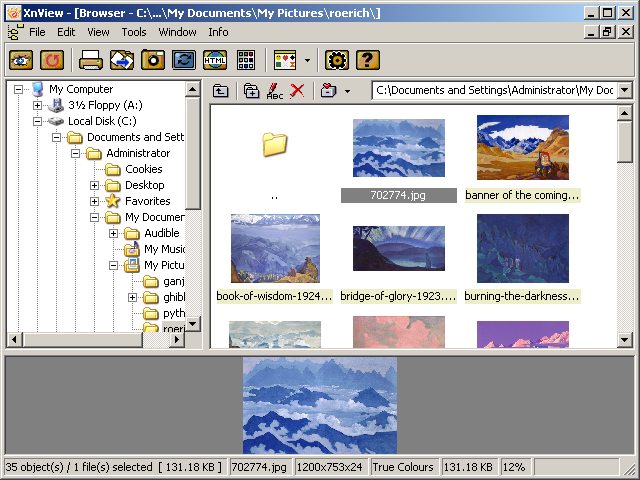 XnView - [Browser - C:\...\My Documents\My Pictures\roerich\]
File Edit View Tools Window Info
HTML
ABC
C:\Documents and Settings\Administrator\My Doc
My Computer
3½ Floppy (A:)
Local Disk (C:)
Documents and Sett
Administrator
Cookies
Desktop
Favorites
My Documen
Audible
My Music
My Pictu
ganj
ghibl
pyth
roeri
..
702774.jpg
banner of the coming...
book-of-wisdom-1924...
bridge-of-glory-1923....
burning-the-darkness...
35 object(s) / 1 file(s) selected [ 131.18 KB ] 702774.jpg 1200x753x24 True Colours 131.18 KB 12%